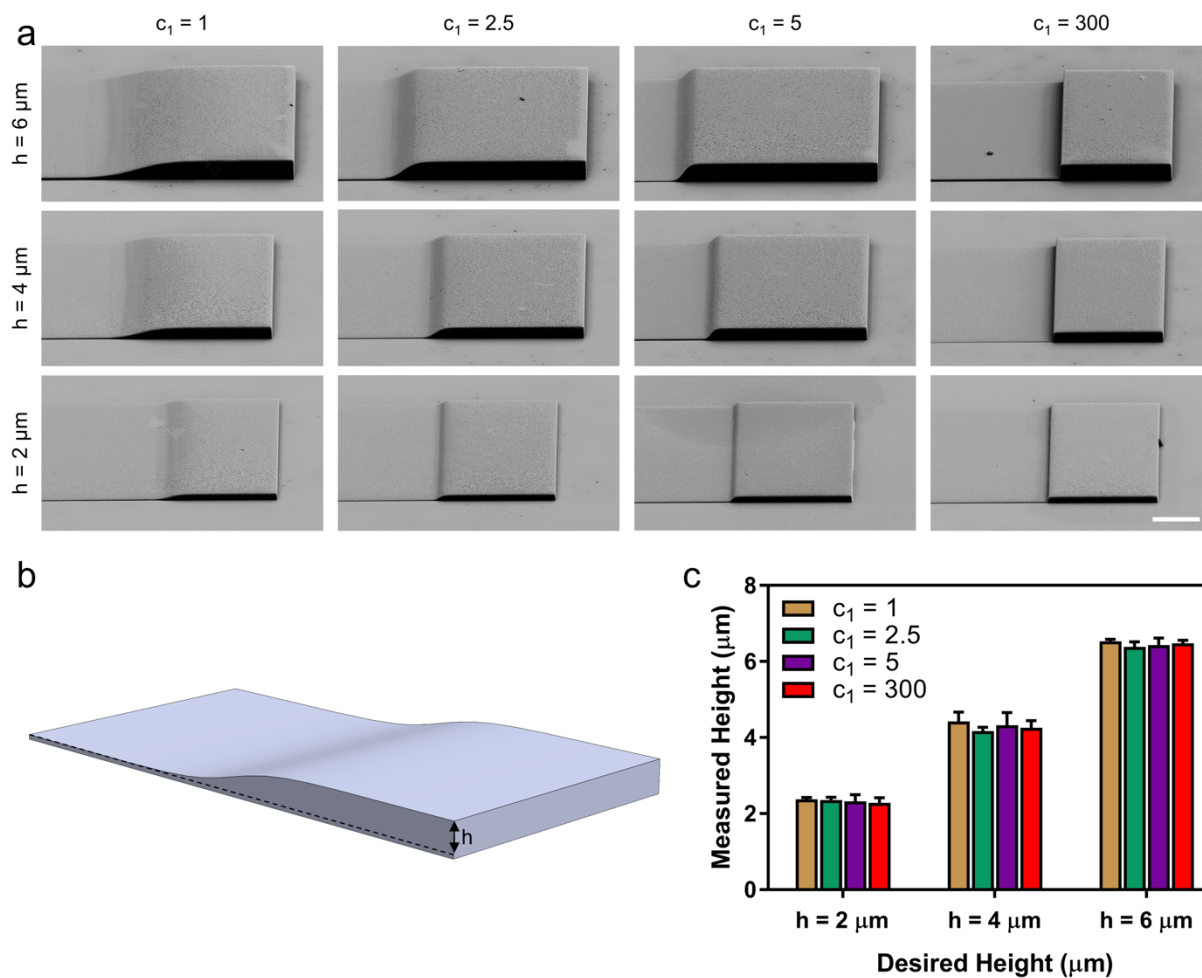 a
c₁ = 1
c₁ = 2.5
c₁ = 5
c₁ = 300
h = 6 μm
h = 4 μm
h = 2 μm
b
h
c
Measured Height (μm)
8
6
4
2
0
c₁ = 1
c₁ = 2.5
c₁ = 5
c₁ = 300
h = 2 μm
h = 4 μm
h = 6 μm
Desired Height (μm)